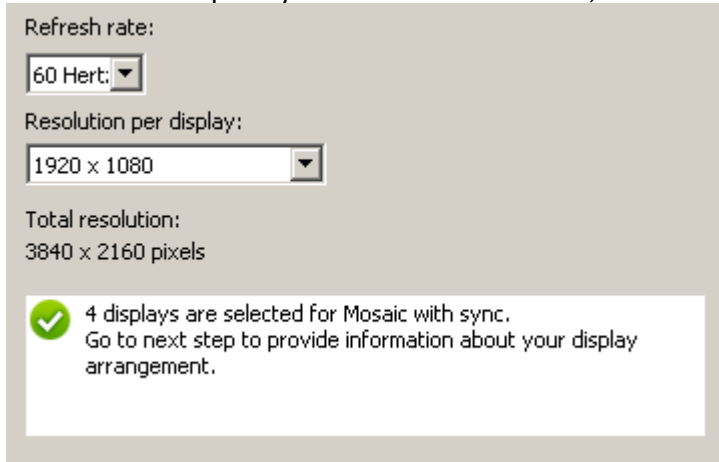 Refresh rate:
60 Hert:
Resolution per display:
1920 x 1080
Total resolution:
3840 x 2160 pixels
4 displays are selected for Mosaic with sync.
Go to next step to provide information about your display
arrangement.